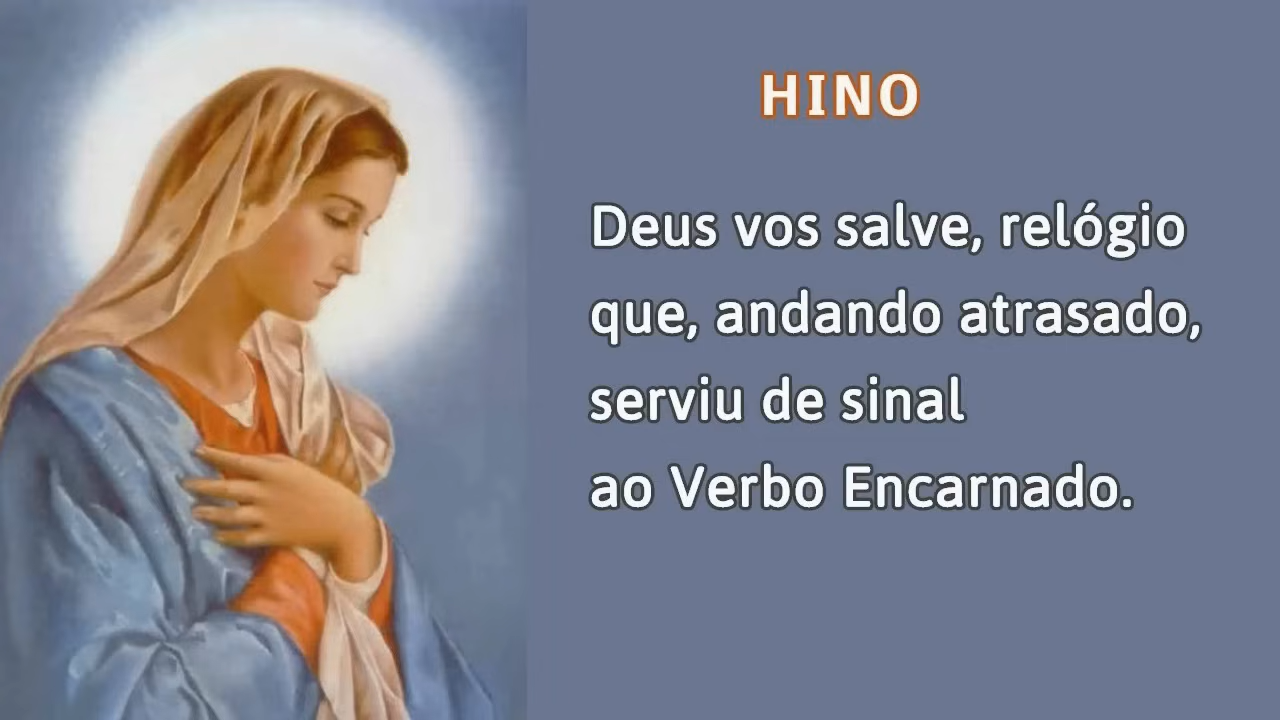 HINO
Deus vos salve, relógio
que, andando atrasado,
serviu de sinal
ao Verbo Encarnado.